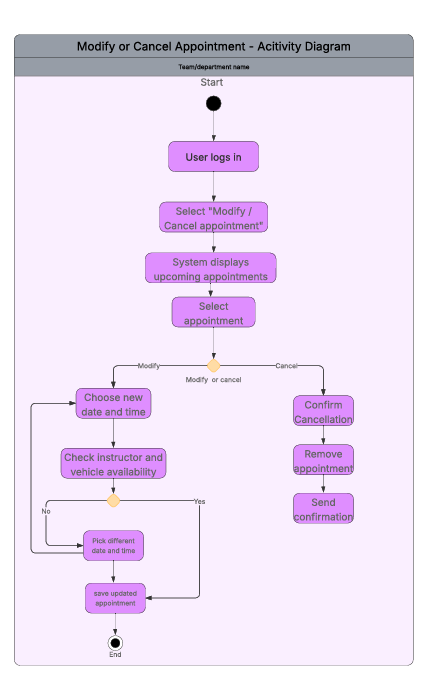 Modify or Cancel Appointment - Acitivity Diagram
Team/department name
Start
User logs in
Select "Modify /
Cancel appointment"
System displays
upcoming appointments
Select
appointment
Modify
Cancel
Modify or cancel
Choose new
date and time
Confirm
Cancellation
Check instructor and
vehicle availability
Remove
appointment
Yes
No
Send
confirmation
Pick different
date and time
save updated
appointment
End